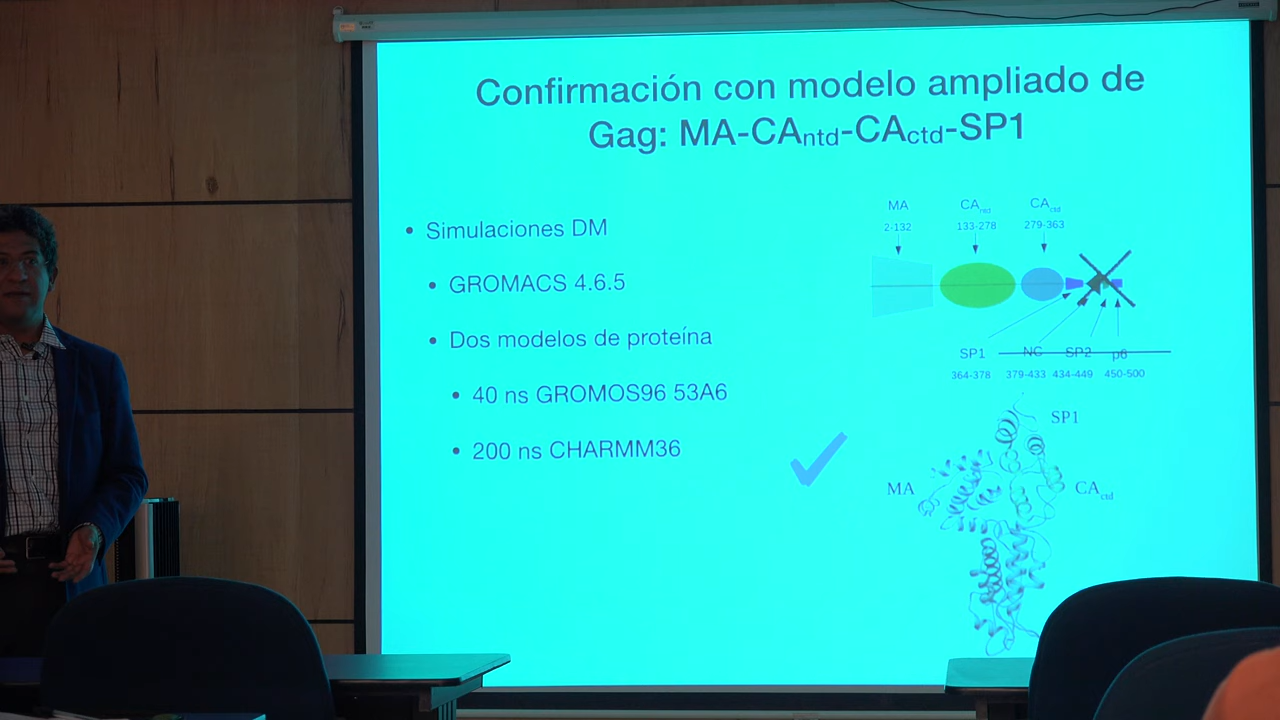 Confirmación con modelo ampliado de
Gag: MA-CAntd-CActd-SP1
• Simulaciones DM
• GROMACS 4.6.5
• Dos modelos de proteína
• 40 ns GROMOS96 53A6
• 200 ns CHARMM36
MA CAntd CActd
2-132 133-278 279-363
SP1 NC SP2 p6
364-378 379-433 434-449 450-500
SP1
MA CActd